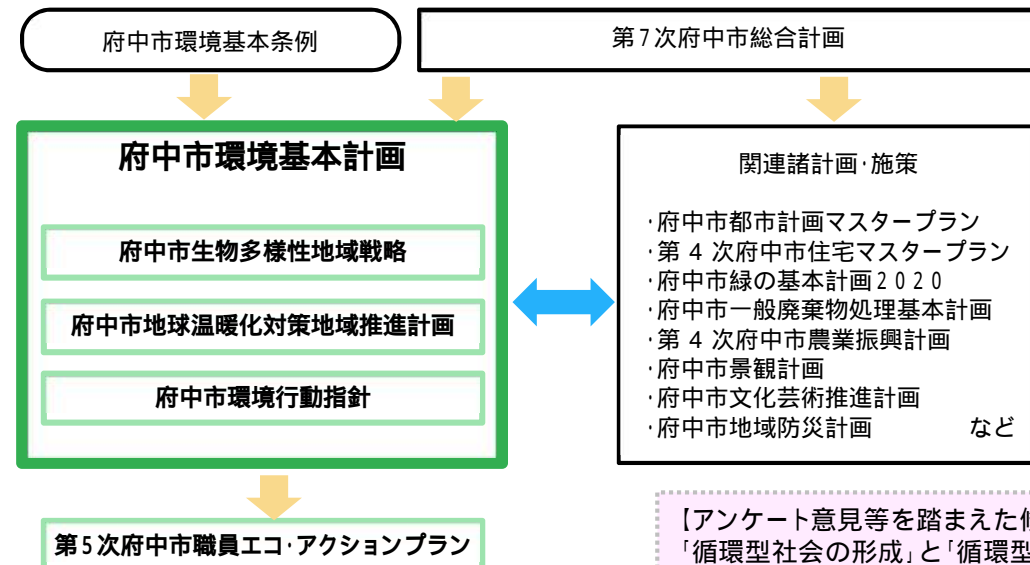 府中市環境基本条例
第7次府中市総合計画
府中市環境基本計画
府中市生物多様性地域戦略
府中市地球温暖化対策地域推進計画
府中市環境行動指針
関連諸計画・施策
・府中市都市計画マスタープラン
・第4次府中市住宅マスタープラン
・府中市緑の基本計画2020
・府中市一般廃棄物処理基本計画
・第4次府中市農業振興計画
・府中市景観計画
・府中市文化芸術推進計画
・府中市地域防災計画 など
第5次府中市職員エコ・アクションプラン
【アンケート意見等を踏まえた
「循環型社会の形成」と「循環型